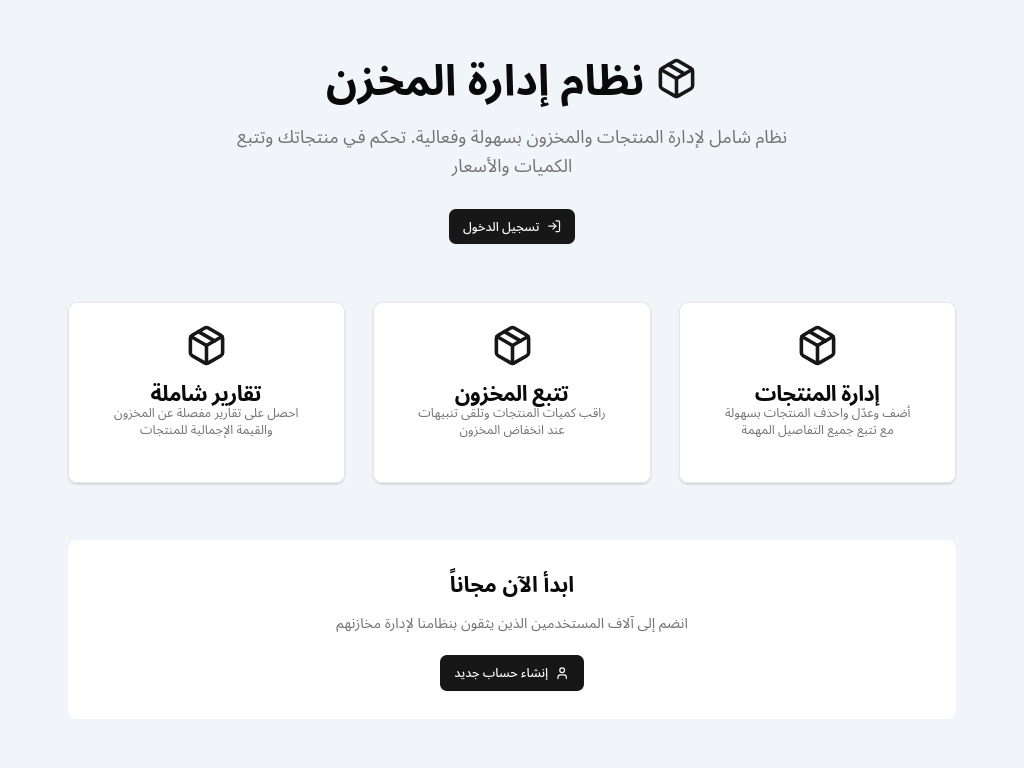 نظام إدارة المخزن
نظام شامل لإدارة المنتجات والمخزون بسهولة وفعالية. تحكم في منتجاتك وتتبع
الكميات والأسعار
تسجيل الدخول
إدارة المنتجات
أضف وعدّل واحذف المنتجات بسهولة
مع تتبع جميع التفاصيل المهمة
تتبع المخزون
راقب كميات المنتجات وتلقى تنبيهات
عند انخفاض المخزون
تقارير شاملة
احصل على تقارير مفصلة عن المخزون
والقيمة الإجمالية للمنتجات
ابدأ الآن مجاناً
انضم إلى آلاف المستخدمين الذين يثقون بنظامنا لإدارة مخازنهم
إنشاء حساب جديد